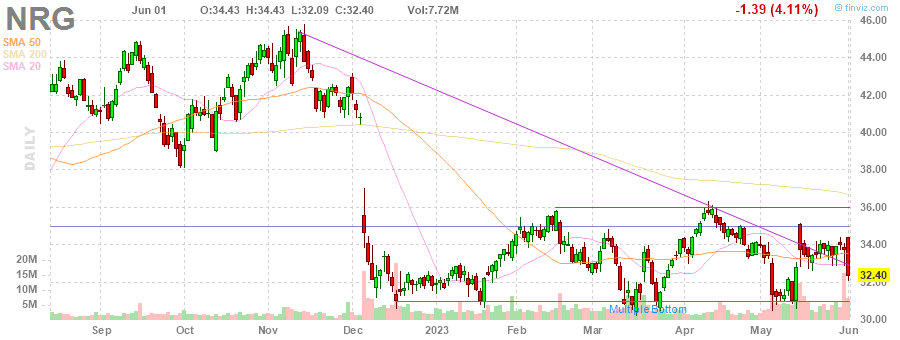 NRG Jun 01 O:34.43 H:34.43 L:32.09 C:32.40 Vol:7.72M -1.39 (4.11%) © finviz.com
SMA 50
SMA 200
SMA 20
DAILY
46.00
44.00
42.00
40.00
38.00
36.00
34.00
32.40
32.00
30.00
20M
15M
10M
5M
Multiple Bottom
Sep Oct Nov Dec 2023 Feb Mar Apr May Jun